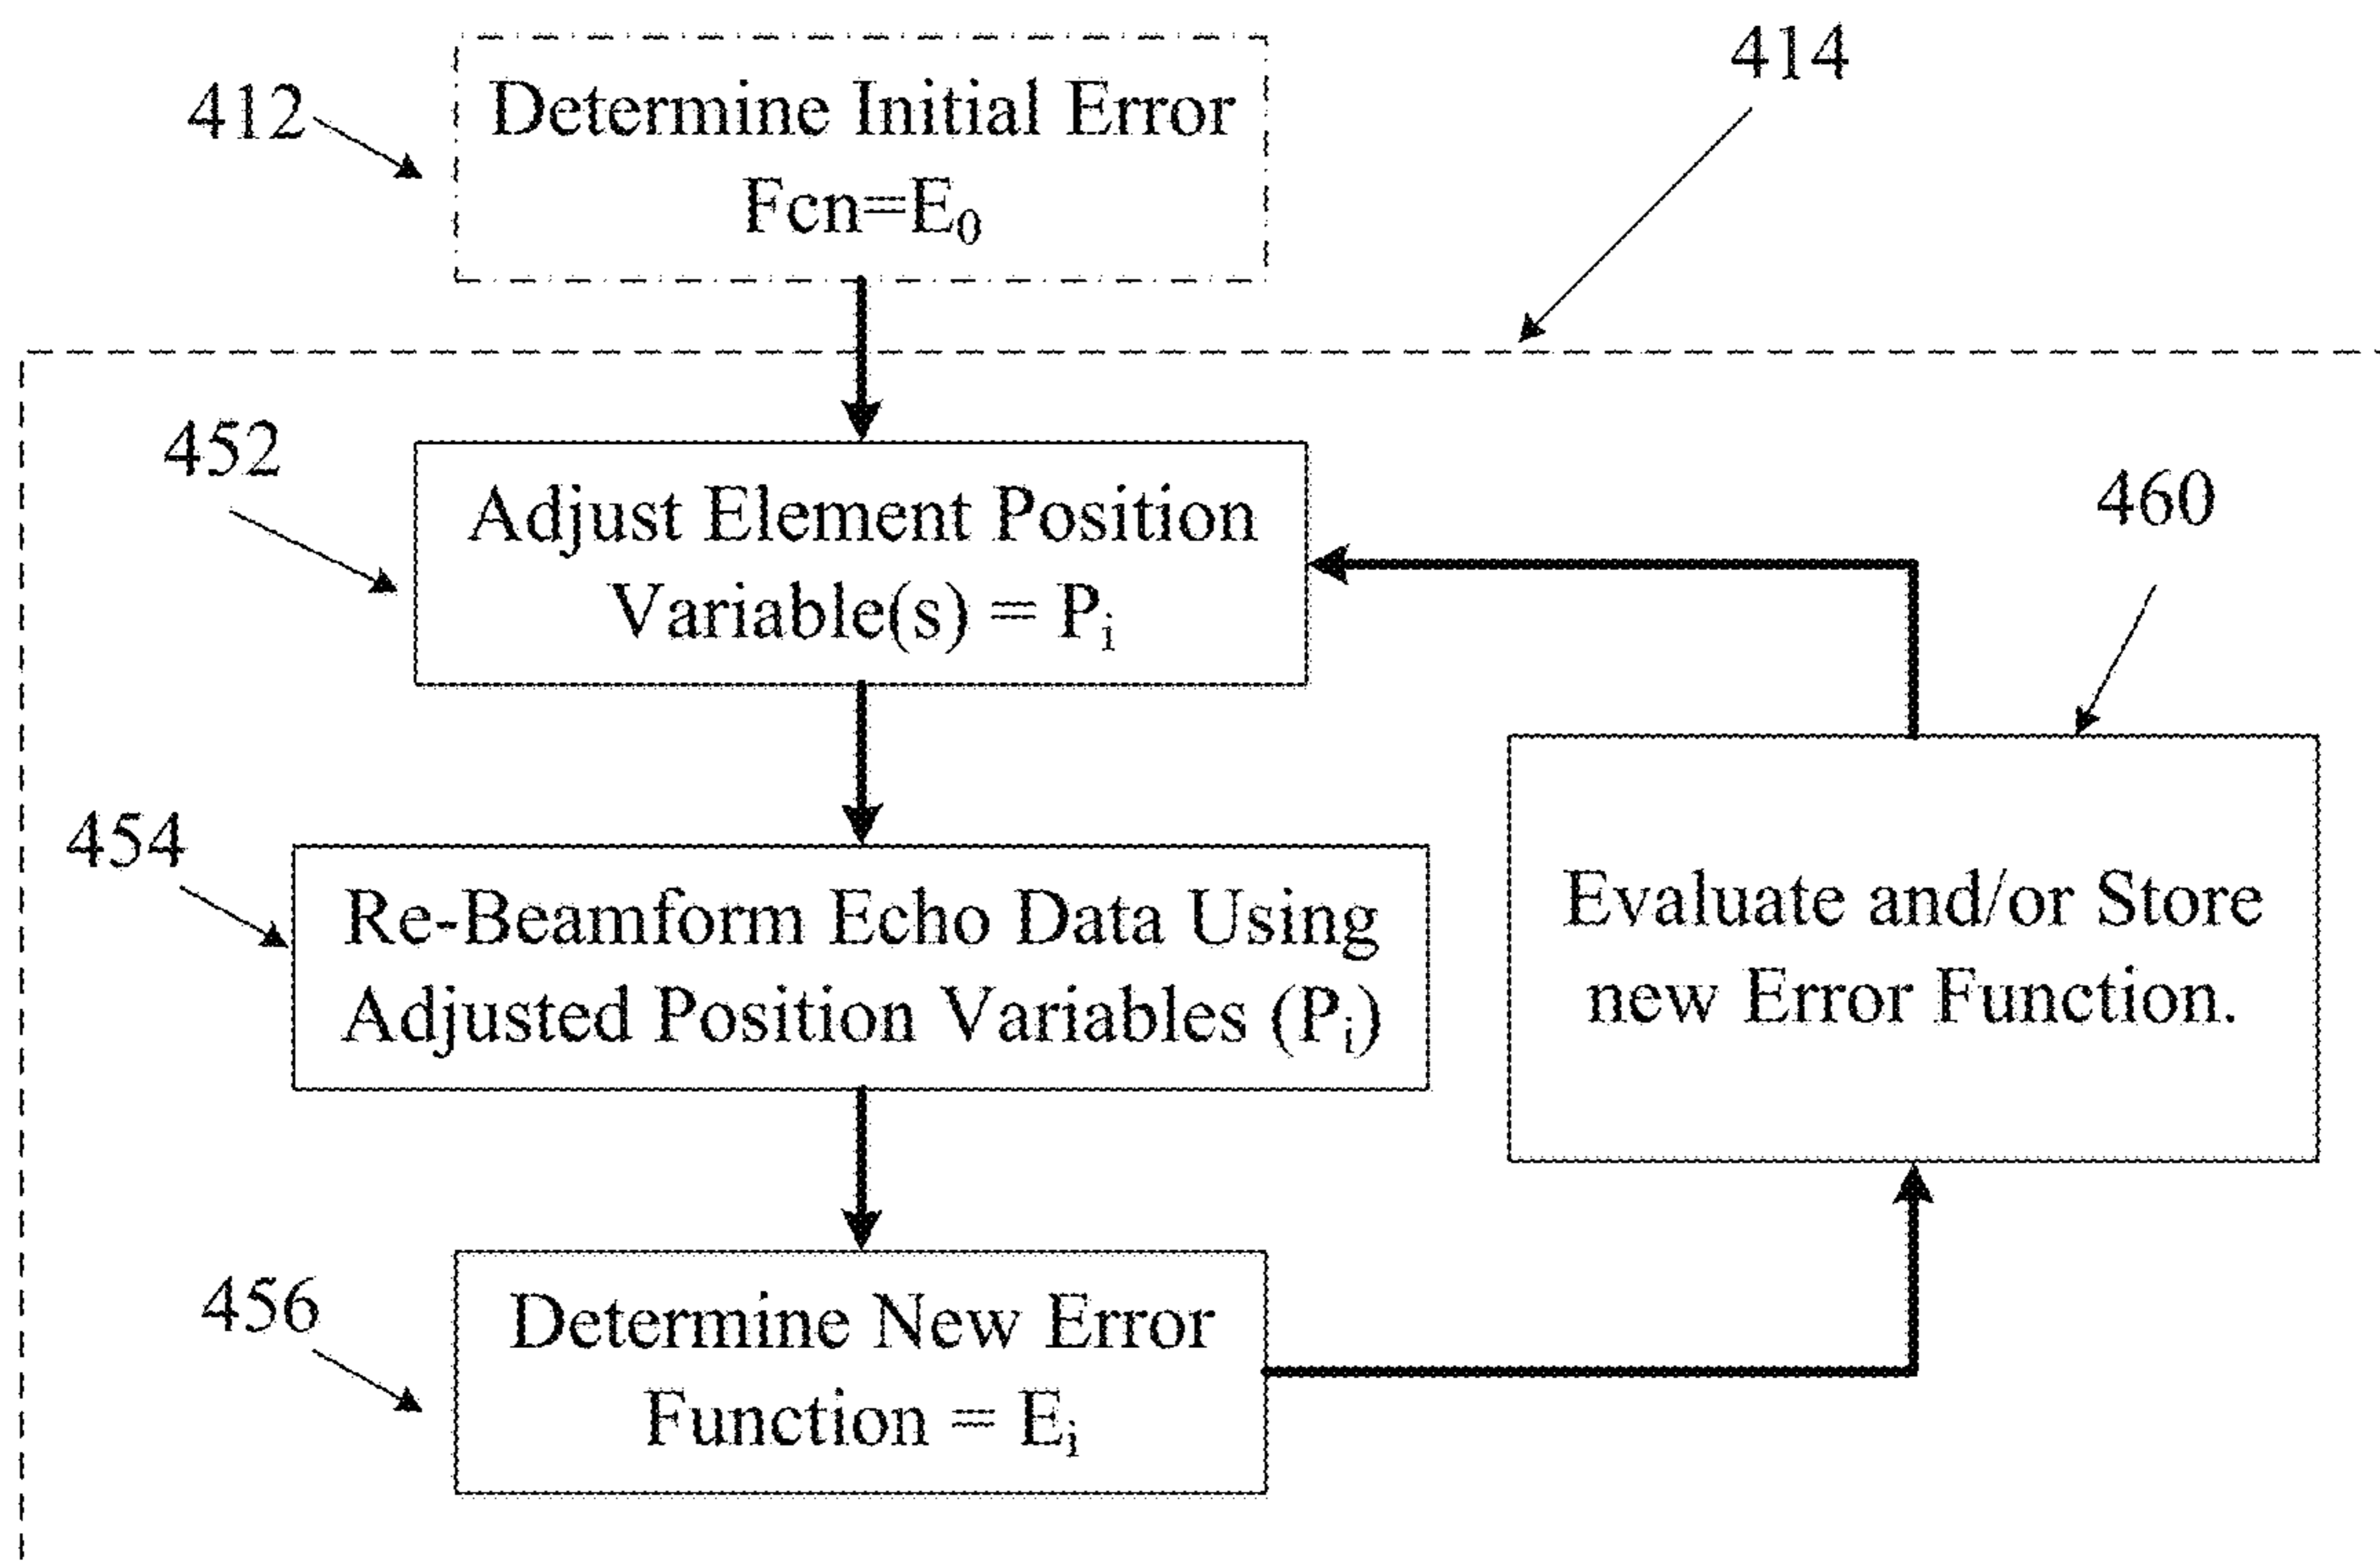 414
412
Determine Initial Error
Fcn=E₀
452
Adjust Element Position
Variable(s) = Pᵢ
460
454
Re-Beamform Echo Data Using
Adjusted Position Variables (Pᵢ)
Evaluate and/or Store
new Error Function.
456
Determine New Error
Function = Eᵢ